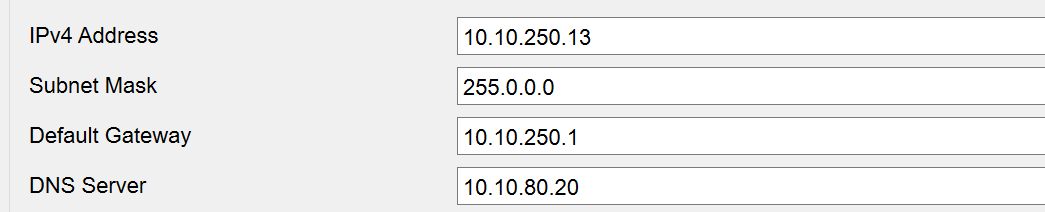 IPv4 Address 10.10.250.13
Subnet Mask 255.0.0.0
Default Gateway 10.10.250.1
DNS Server 10.10.80.20